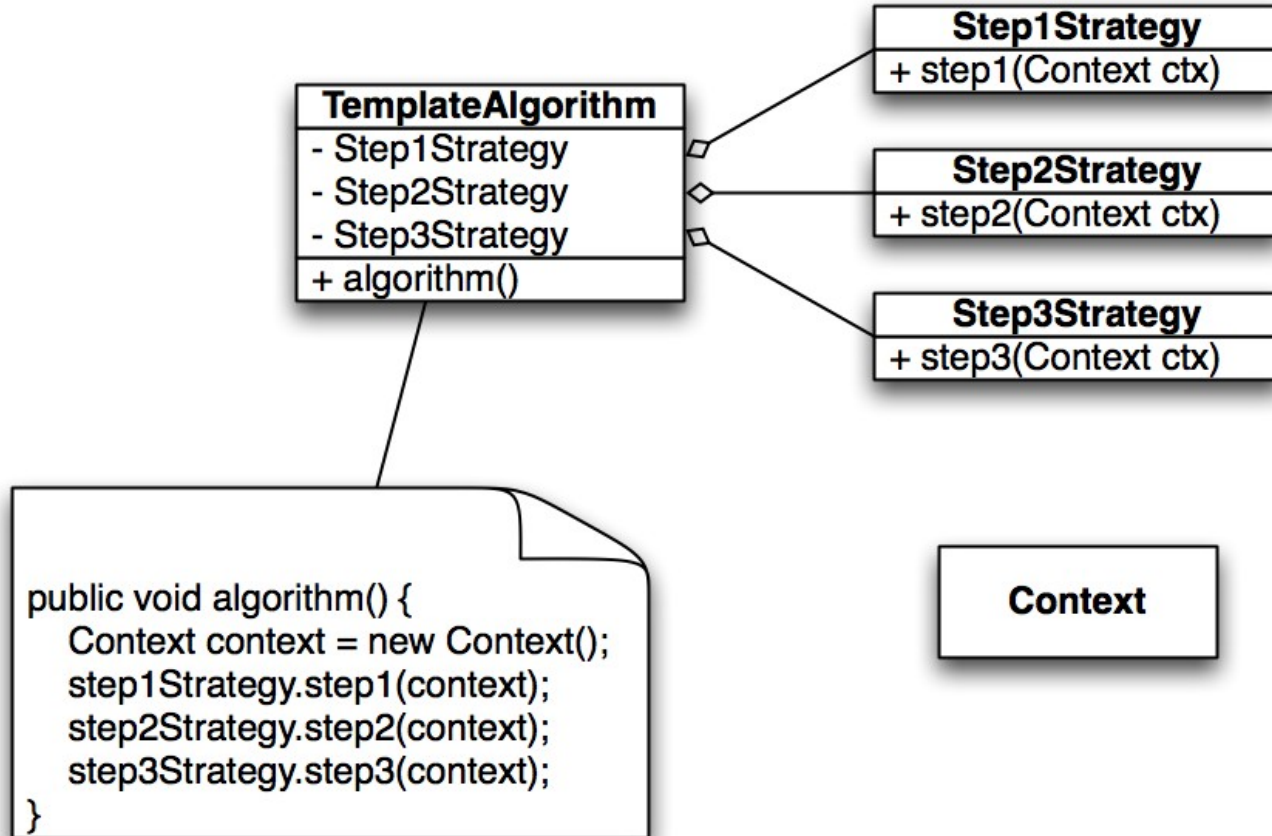 Step1Strategy
+ step1(Context ctx)
TemplateAlgorithm
- Step1Strategy
- Step2Strategy
- Step3Strategy
+ algorithm()
Step2Strategy
+ step2(Context ctx)
Step3Strategy
+ step3(Context ctx)
public void algorithm() {
Context context = new Context();
step1Strategy.step1(context);
step2Strategy.step2(context);
step3Strategy.step3(context);
}
Context